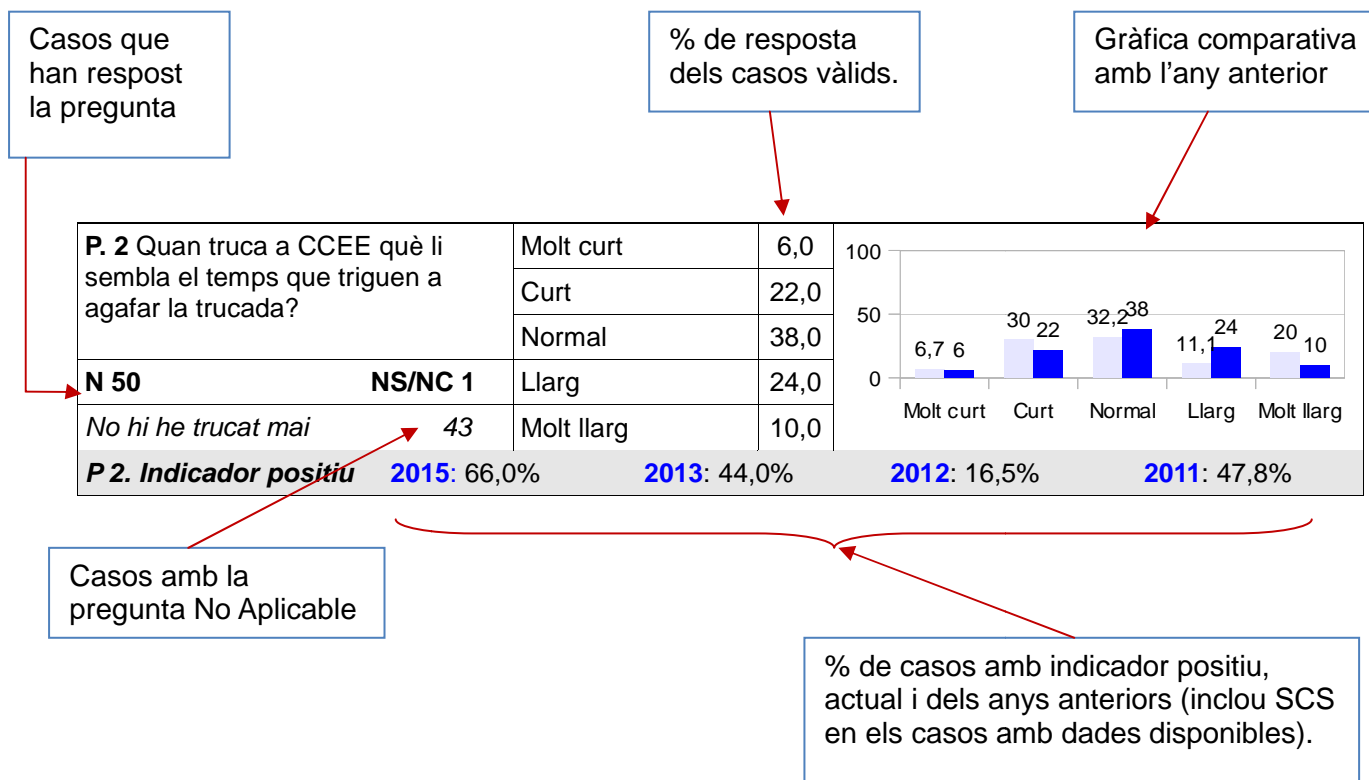 Casos que
han respost
la pregunta
% de resposta
dels casos vàlids.
Gràfica comparativa
amb l'any anterior
P. 2 Quan truca a CCEE què li
sembla el temps que triguen a
agafar la trucada?
N 50 NS/NC 1
No hi he trucat mai 43
Molt curt 6,0
Curt 22,0
Normal 38,0
Llarg 24,0
Molt llarg 10,0
100
50
0
6,7 6
30 22
32,2 38
11,1 24
20 10
Molt curt Curt Normal Llarg Molt llarg
P 2. Indicador positiu 2015: 66,0% 2013: 44,0% 2012: 16,5% 2011: 47,8%
Casos amb la
pregunta No Aplicable
% de casos amb indicador positiu,
actual i dels anys anteriors (inclou SCS
en els casos amb dades disponibles).